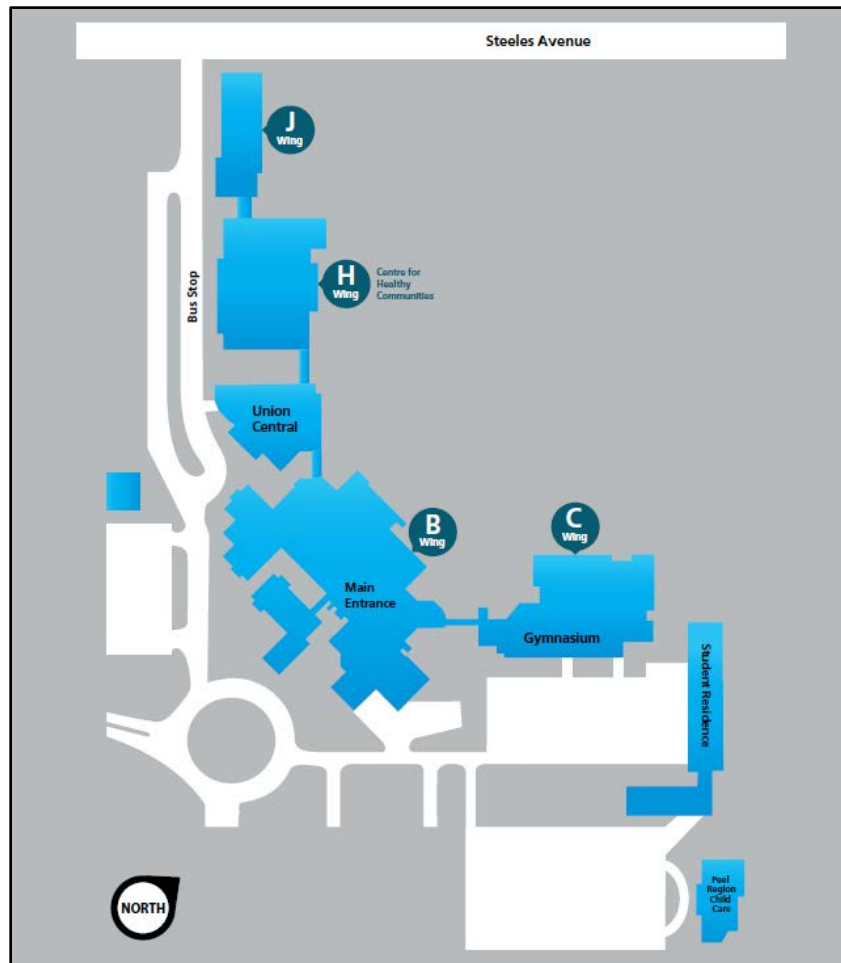 Steeles Avenue
J
Wing
Bus Stop
H
Wing
Centre for
Healthy
Communities
Union
Central
B
Wing
C
Wing
Main
Entrance
Gymnasium
Student Residence
Peel
Region
Child
Care
NORTH